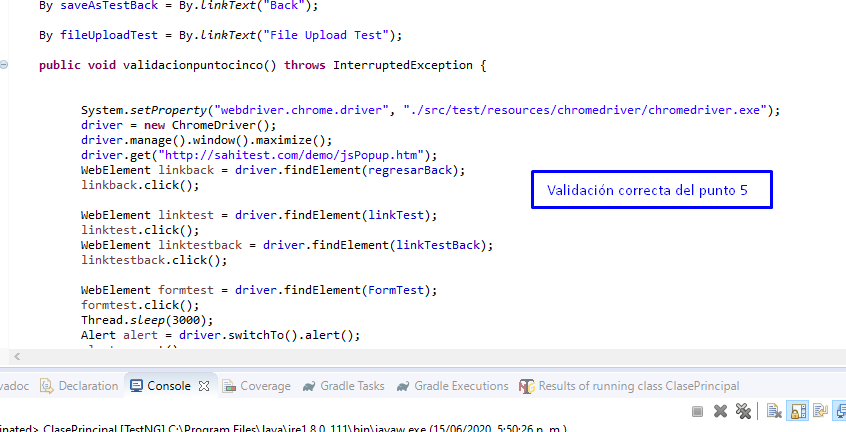 By saveAsTestBack = By.linkText("Back");
By fileUploadTest = By.linkText("File Upload Test");
public void validacionpuntocinco() throws InterruptedException {
System.setProperty("webdriver.chrome.driver", "./src/test/resources/chromedriver/chromedriver.exe");
driver = new ChromeDriver();
driver.manage().window().maximize();
driver.get("http://sahitest.com/demo/jsPopup.htm");
WebElement linkback = driver.findElement(regresarBack);
linkback.click();
Validación correcta del punto 5
WebElement linktest = driver.findElement(linkTest);
linktest.click();
WebElement linktestback = driver.findElement(linkTestBack);
linktestback.click();
WebElement formtest = driver.findElement(FormTest);
formtest.click();
Thread.sleep(3000);
Alert alert = driver.switchTo().alert();
vadoc Declaration Console Coverage Gradle Tasks Gradle Executions Results of running class ClasePrincipal
inated> ClasePrincipal [TestNG] C:\Program Files\Java\jre1.8.0_111\bin\javaw.exe (15/06/2020, 5:50:26 p. m.)